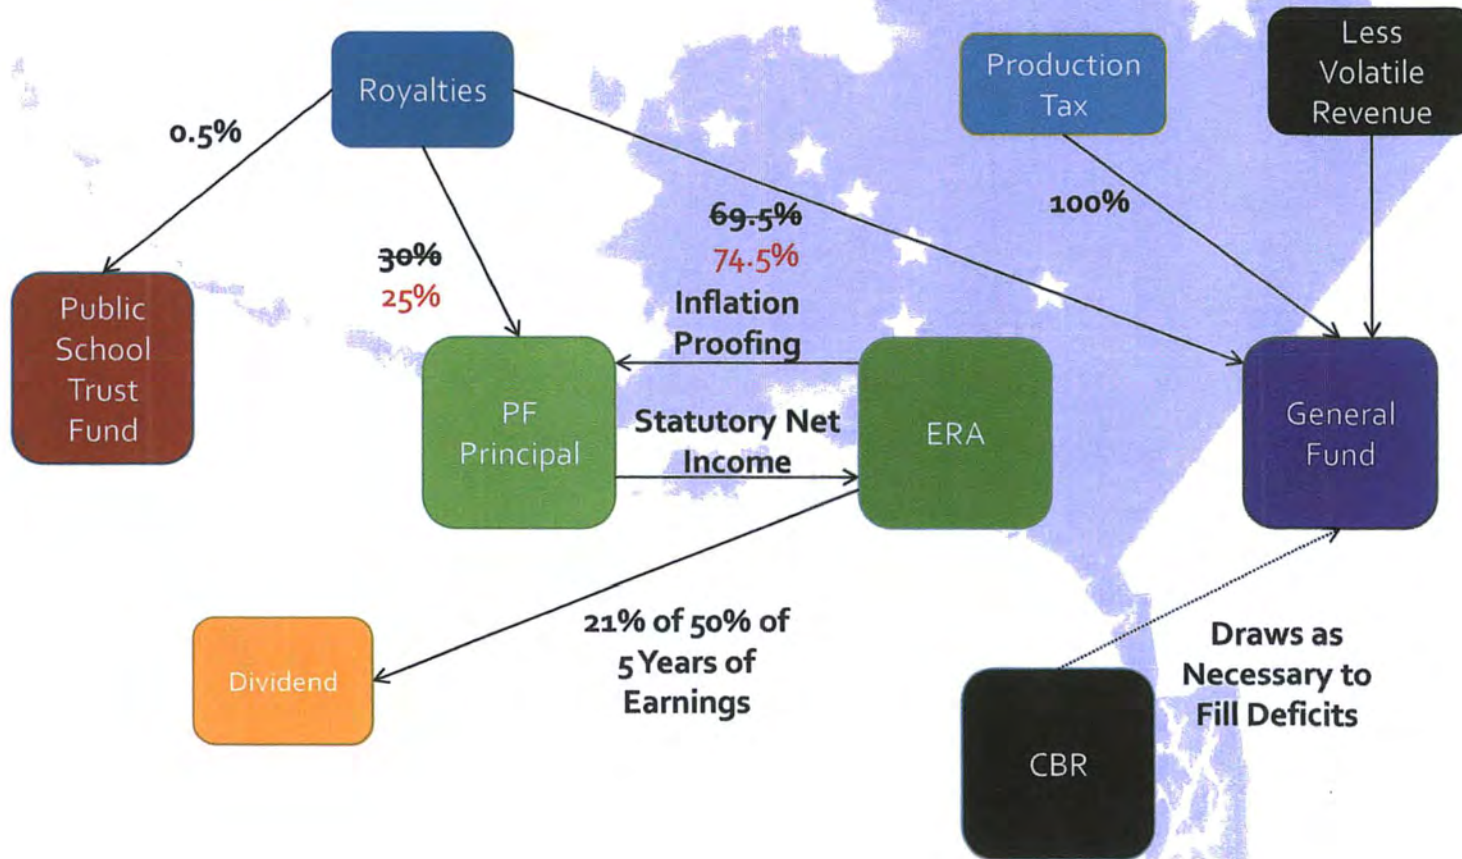 Royalties
Production
Tax
Less
Volatile
Revenue
0.5%
30%
25%
69.5%
74.5%
100%
Inflation
Proofing
Public
School
Trust
Fund
PF
Principal
Statutory Net
Income
ERA
General
Fund
Dividend
21% of 50% of
5 Years of
Earnings
CBR
Draws as
Necessary to
Fill Deficits